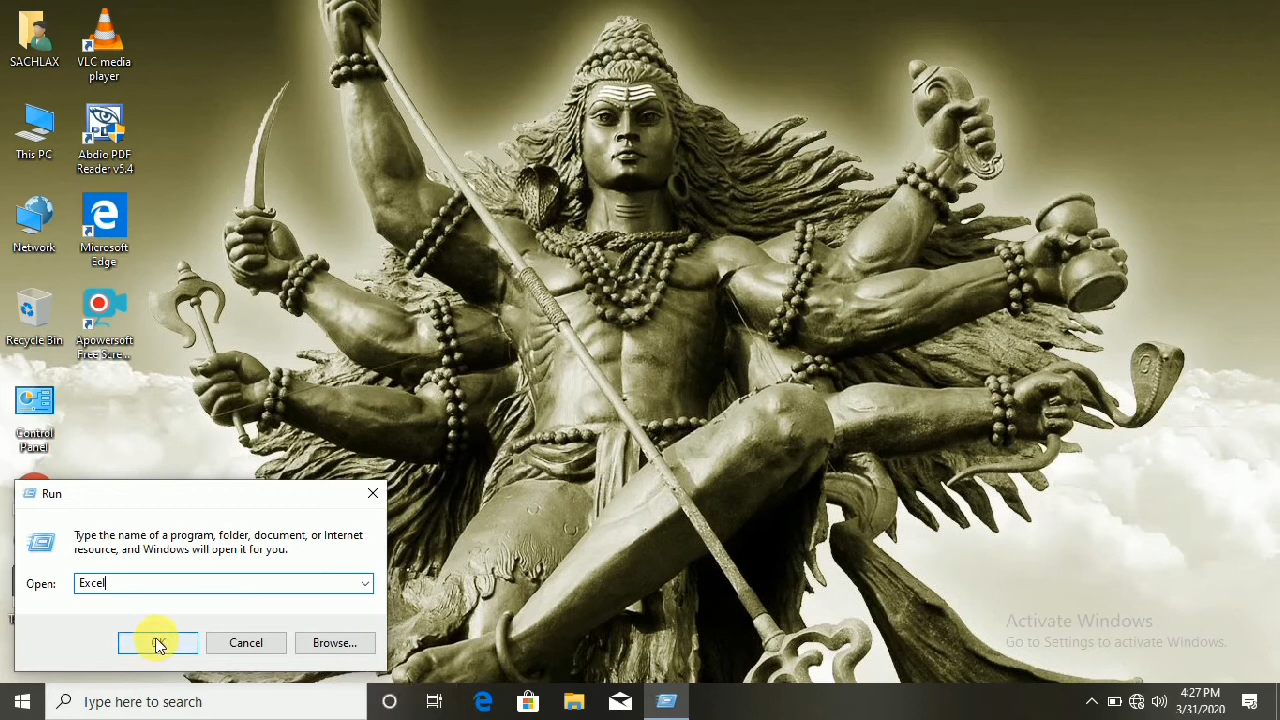 SACHLAX
VLC media
player
This PC
Abdio PDF
Reader v5.4
Network
Microsoft
Edge
Recycle Bin
Apowersoft
Free Scre...
Control
Panel
Run
Type the name of a program, folder, document, or Internet
resource, and Windows will open it for you.
Open:
Excel
OK
Cancel
Browse...
Activate Windows
Go to Settings to activate Windows.
Type here to search
4:27 PM
3/31/2020